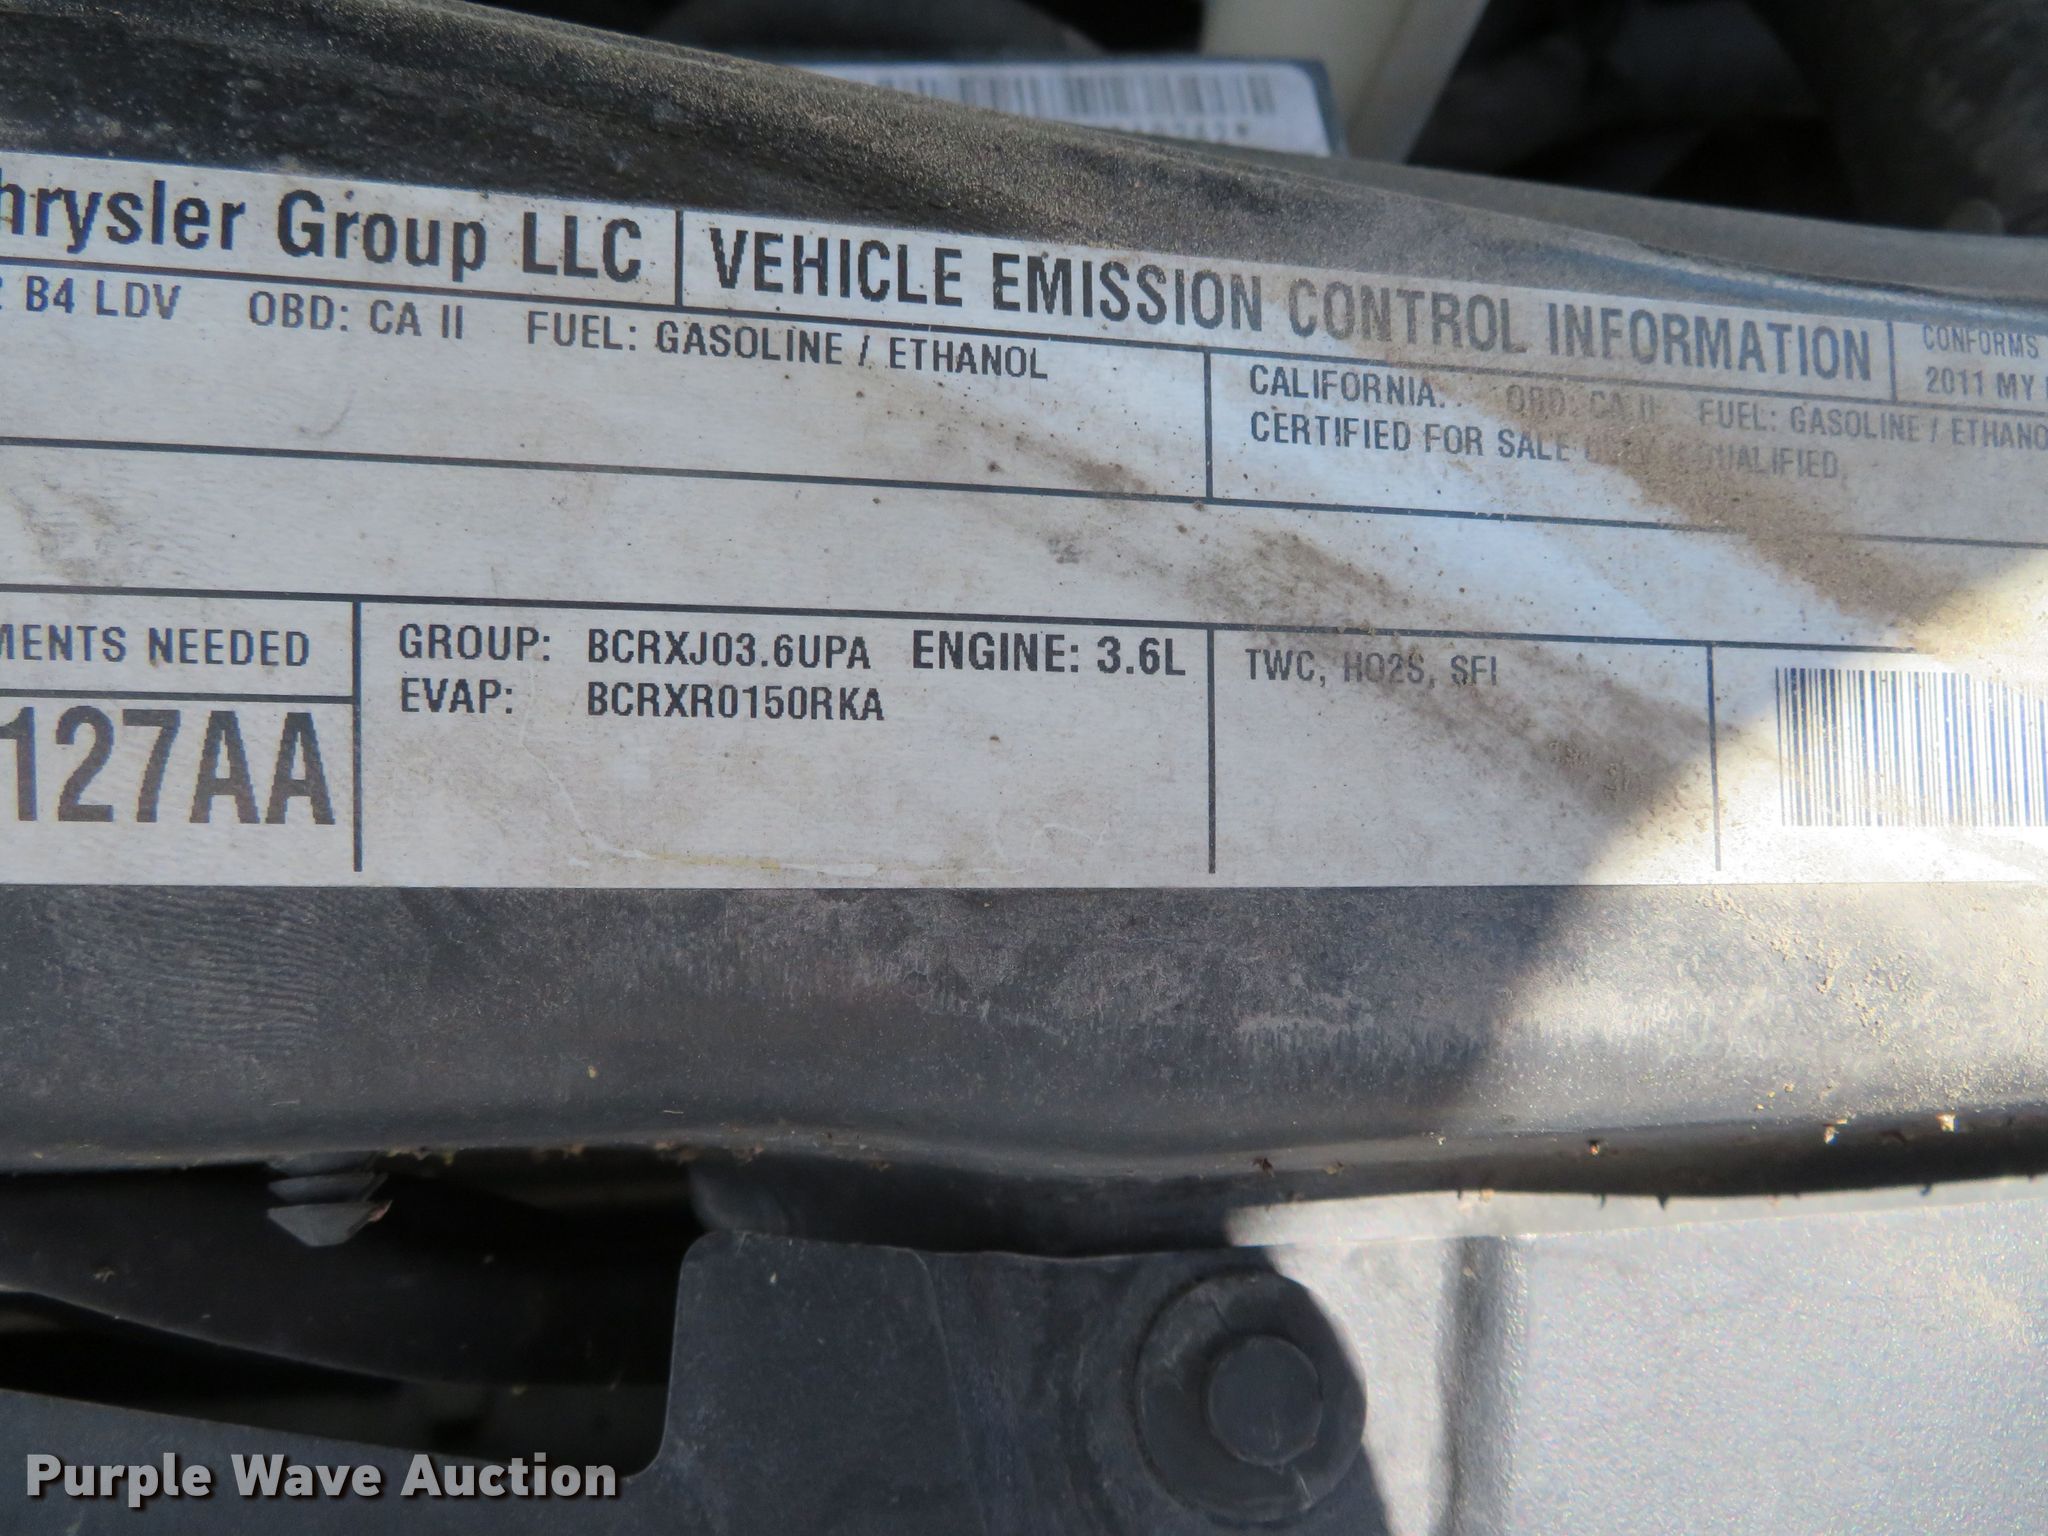 hrysler Group LLC
VEHICLE EMISSION CONTROL INFORMATION
CONFORMS
2011 MY
B4 LDV OBD: CA II FUEL: GASOLINE / ETHANOL
CALIFORNIA: OBD: CA II FUEL: GASOLINE / ETHANO
CERTIFIED FOR SALE QUALIFIED.
MENTS NEEDED
127AA
GROUP: BCRXJ03.6UPA ENGINE: 3.6L
EVAP: BCRXR0150RKA
TWC, HO2S, SFI
Purple Wave Auction